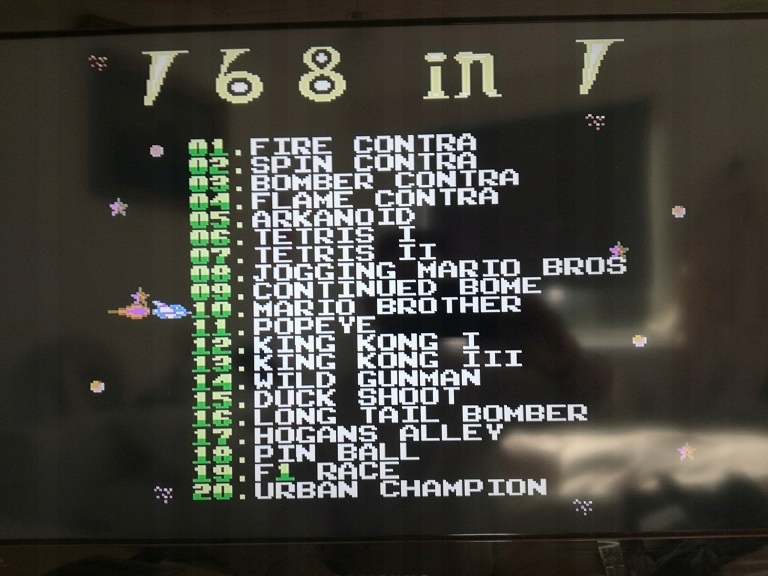 168 in 1
01. FIRE CONTRA
02. SPIN CONTRA
03. BOMBER CONTRA
04. FLAME CONTRA
05. ARKANOID
06. TETRIS I
07. TETRIS II
08. JOGGING MARIO BROS
09. CONTINUED BOME
10. MARIO BROTHER
11. POPEYE
12. KING KONG I
13. KING KONG III
14. WILD GUNMAN
15. DUCK SHOOT
16. LONG TAIL BOMBER
17. HOGANS ALLEY
18. PIN BALL
19. F1 RACE
20. URBAN CHAMPION